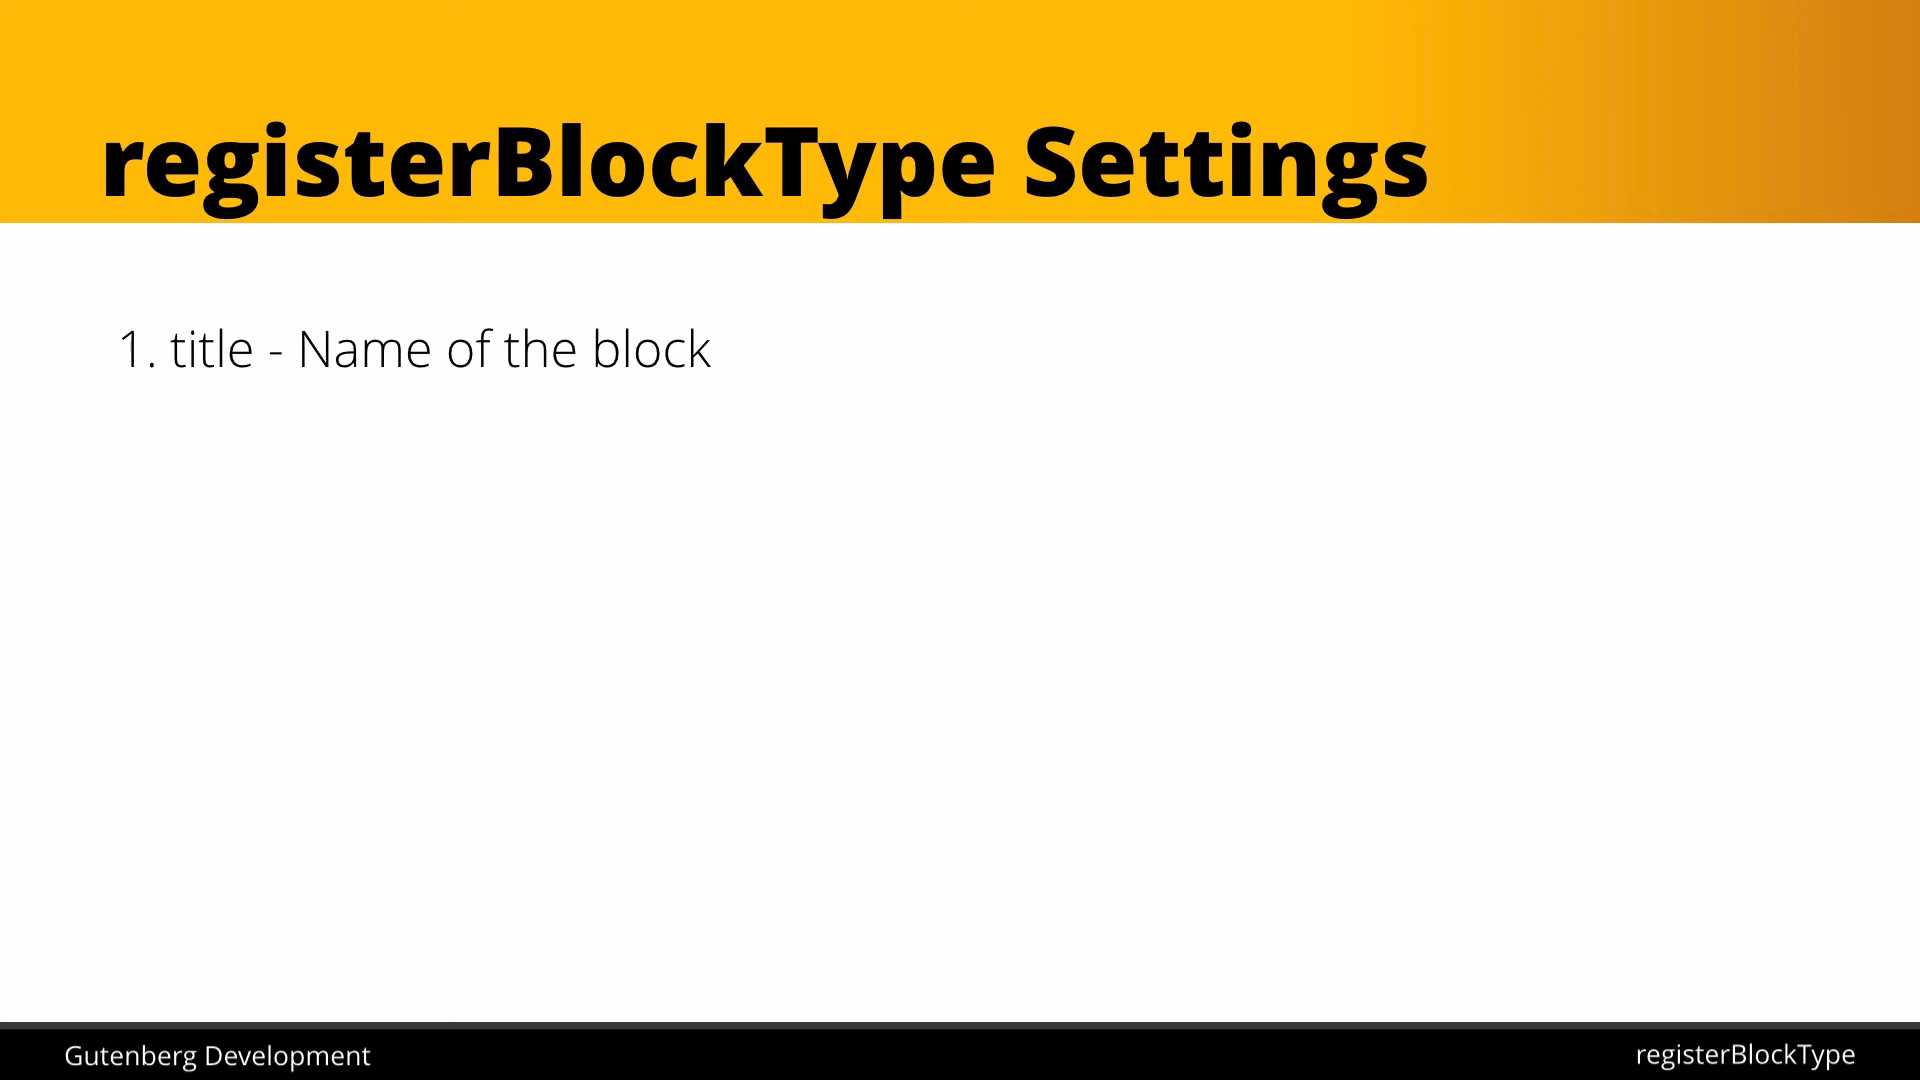 registerBlockType Settings
1. title - Name of the block
Gutenberg Development
registerBlockType